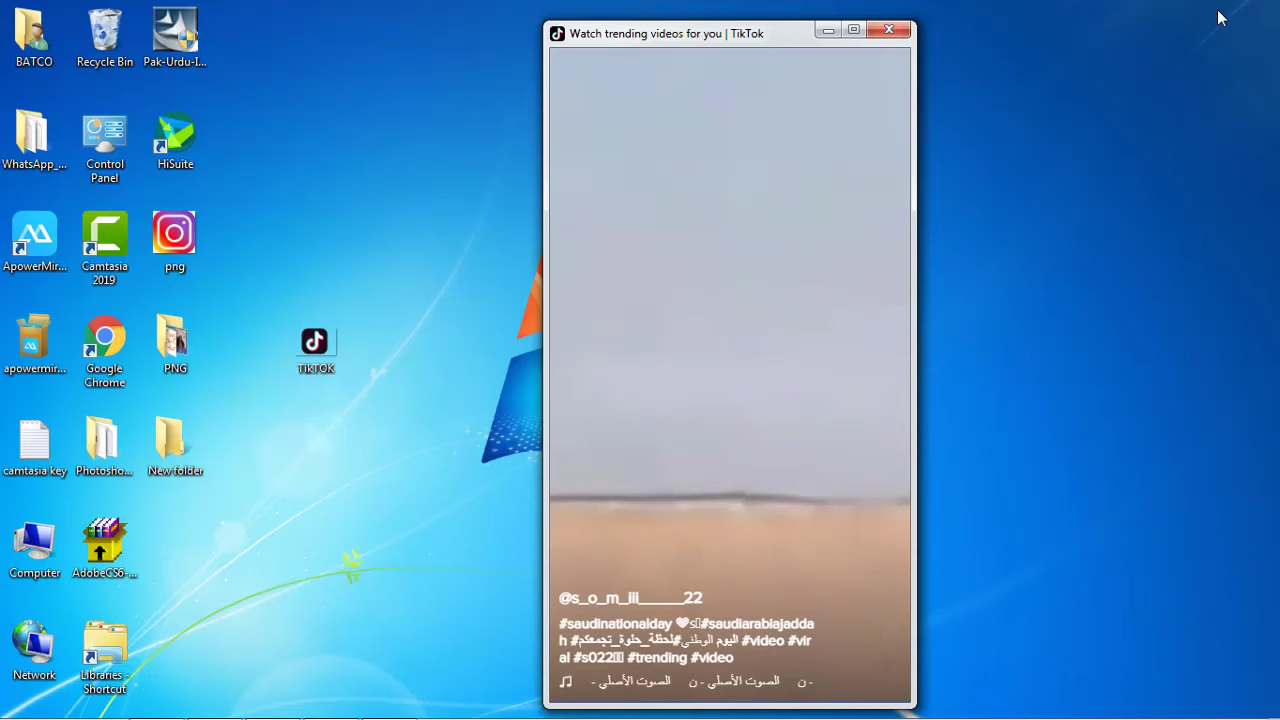 BATCO
Recycle Bin
Pak-Urdu-I...
WhatsApp_...
Control
Panel
HiSuite
ApowerMir...
Camtasia
2019
png
apowermir...
Google
Chrome
PNG
TikTOK
camtasia key
Photosho...
New folder
Computer
AdobeCS6-...
Network
Libraries -
Shortcut
Watch trending videos for you | TikTok
@s_o_m_iii_____22
#saudinationalday 🤍s #saudiarabiajadda
h #اليوم الوطني#لحظة_حلوة_تجمعكم #video #vir
al #s022 #trending #video
الصوت الأصلي - ن الصوت الأصلي - ن -